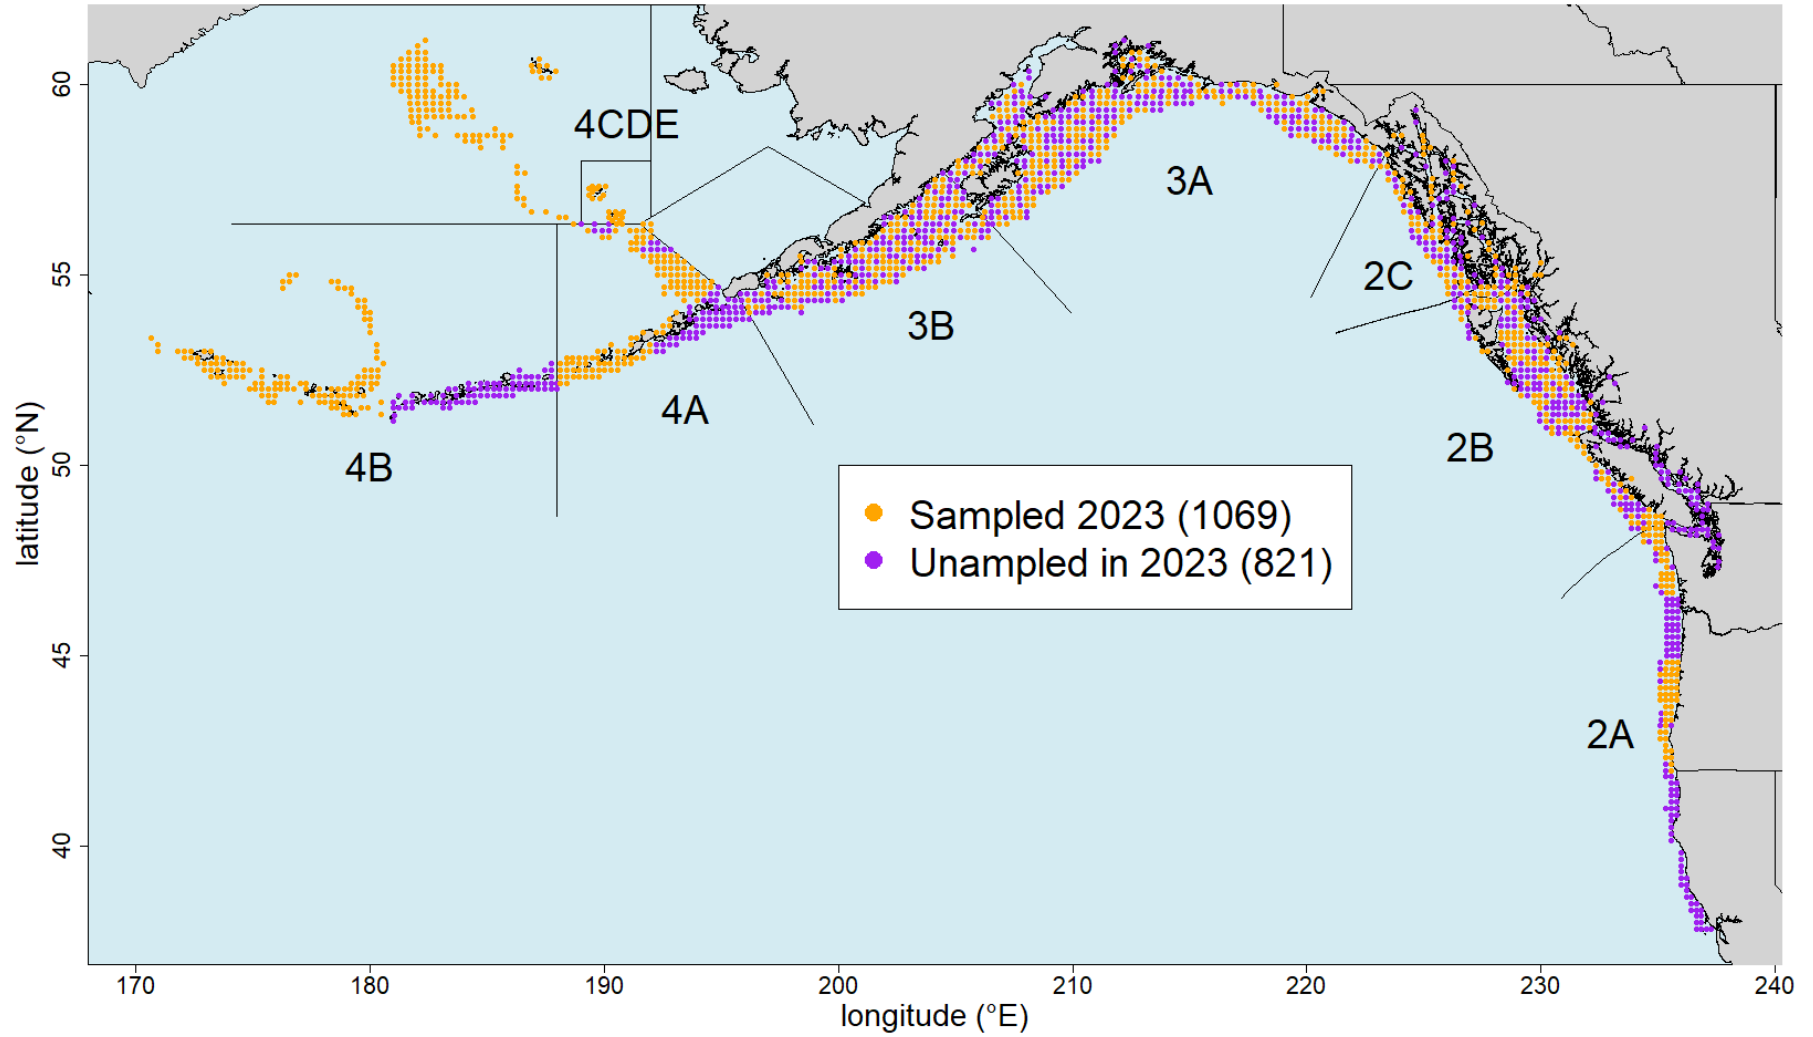 60
55
50
45
40
latitude (°N)
4CDE
3A
2C
3B
4A
4B
2B
2A
Sampled 2023 (1069)
Unampled in 2023 (821)
170
180
190
200
210
220
230
240
longitude (°E)